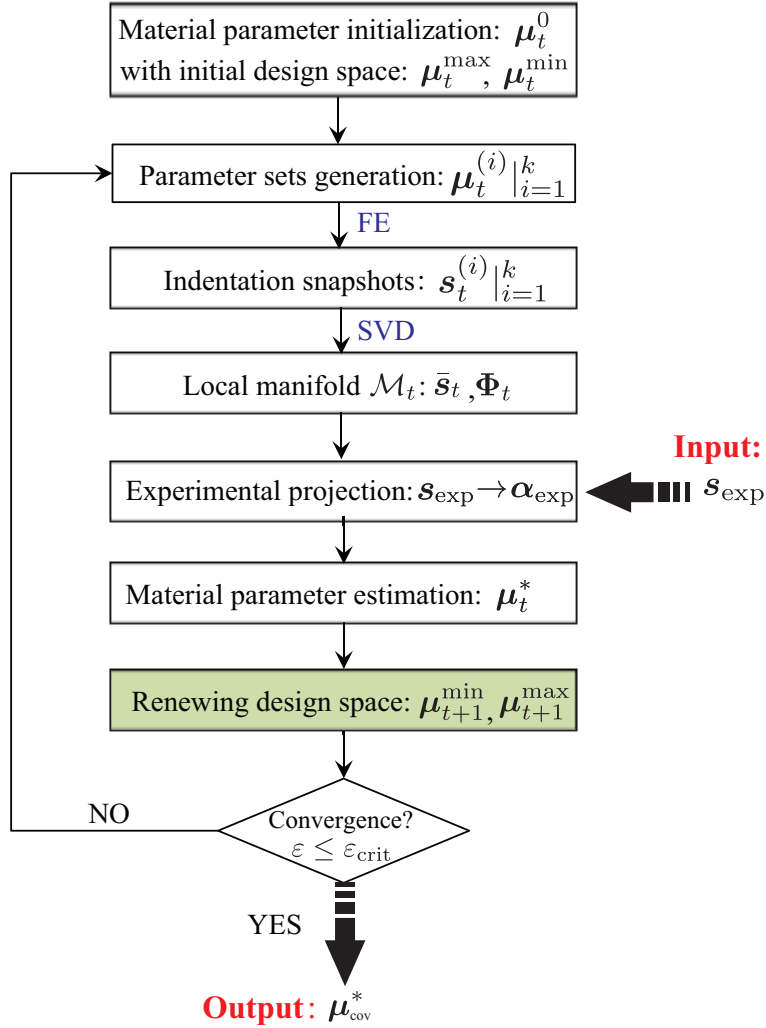 Material parameter initialization: μ_t^0
with initial design space: μ_t^max, μ_t^min
Parameter sets generation: μ_t^(i)|_{i=1}^k
FE
Indentation snapshots: s_t^(i)|_{i=1}^k
SVD
Local manifold ℳ_t: s̄_t ,Φ_t
Input:
Experimental projection: s_exp→α_exp
s_exp
Material parameter estimation: μ_t^*
Renewing design space: μ_{t+1}^min, μ_{t+1}^max
NO
Convergence?
ε ≤ ε_crit
YES
Output: μ_cov^*